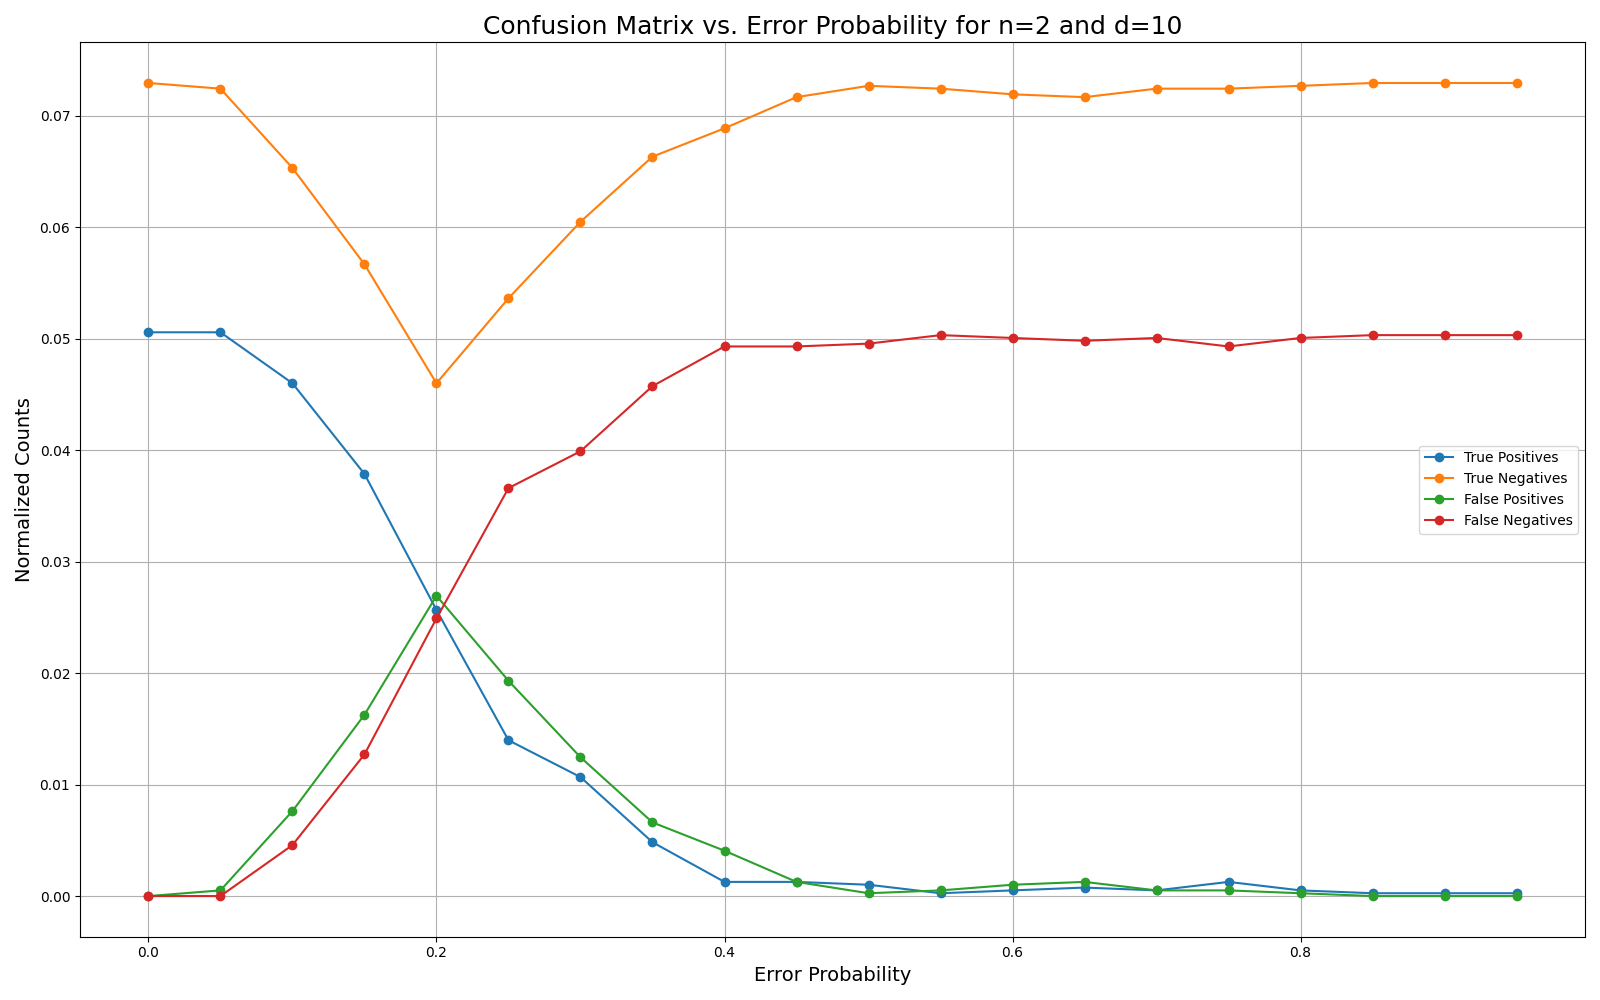 Confusion Matrix vs. Error Probability for n=2 and d=10
Normalized Counts
0.07
0.06
0.05
0.04
0.03
0.02
0.01
0.00
True Positives
True Negatives
False Positives
False Negatives
0.0
0.2
0.4
0.6
0.8
Error Probability